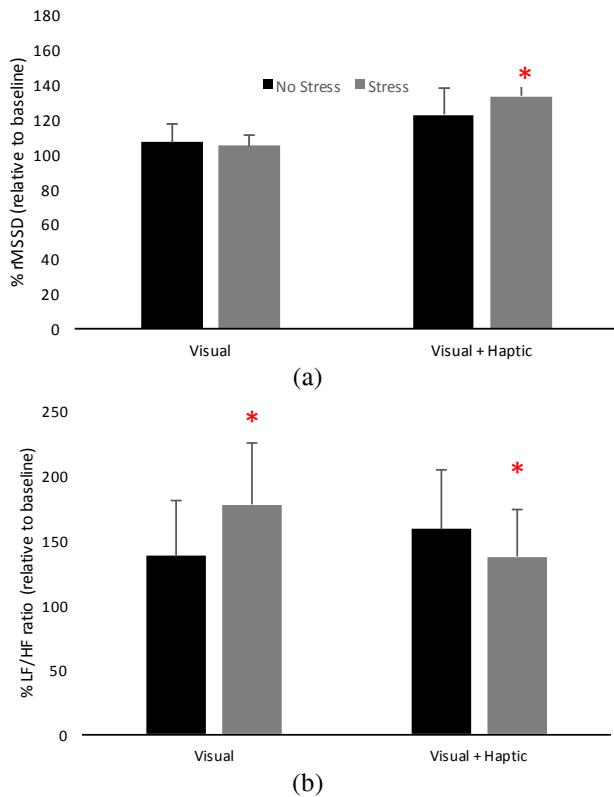 180
160
140
120
100
80
60
40
20
0
% rMSSD (relative to baseline)
No Stress Stress
*
Visual Visual + Haptic
(a)
250
200
150
100
50
0
% LF/HF ratio (relative to baseline)
* *
Visual Visual + Haptic
(b)